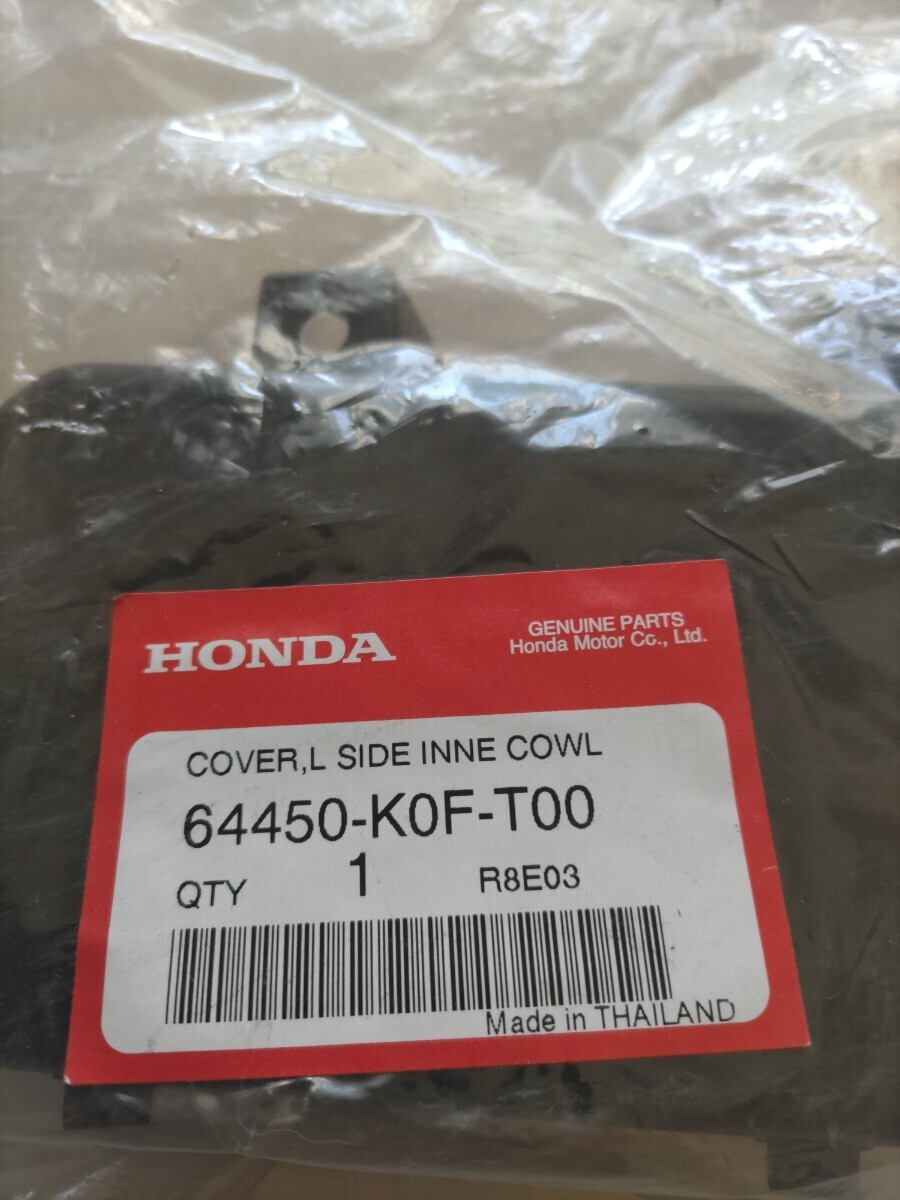 HONDA
GENUINE PARTS
Honda Motor Co., Ltd.
COVER,L SIDE INNE COWL
64450-K0F-T00
QTY 1 R8E03
Made in THAILAND